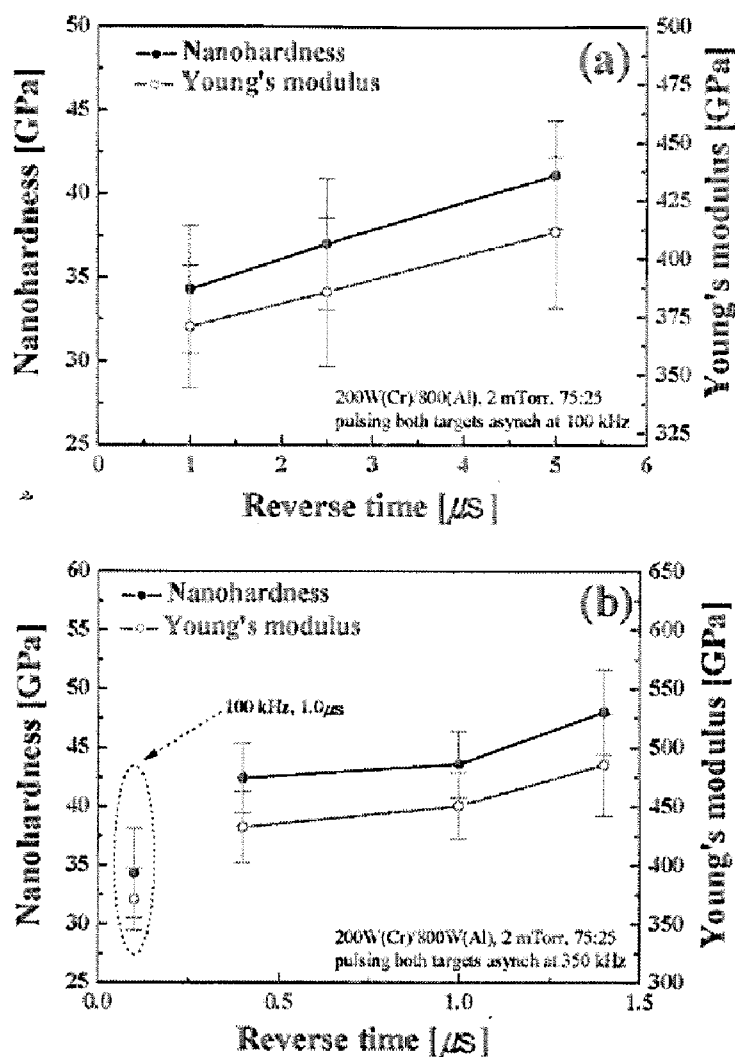 (a)
Nanohardness
Young's modulus
Nanohardness [GPa]
50
45
40
35
30
25
Young's modulus [GPa]
500
475
450
425
400
375
350
325
200W(Cr)/800(Al), 2 mTorr, 75:25
pulsing both targets asynch at 100 kHz
0 1 2 3 4 5 6
Reverse time [μs]
(b)
Nanohardness
Young's modulus
100 kHz, 1.0μs
Nanohardness [GPa]
60
55
50
45
40
35
30
25
Young's modulus [GPa]
650
600
550
500
450
400
350
300
200W(Cr)/800W(Al), 2 mTorr, 75:25
pulsing both targets asynch at 350 kHz
0.0 0.5 1.0 1.5
Reverse time [μs]